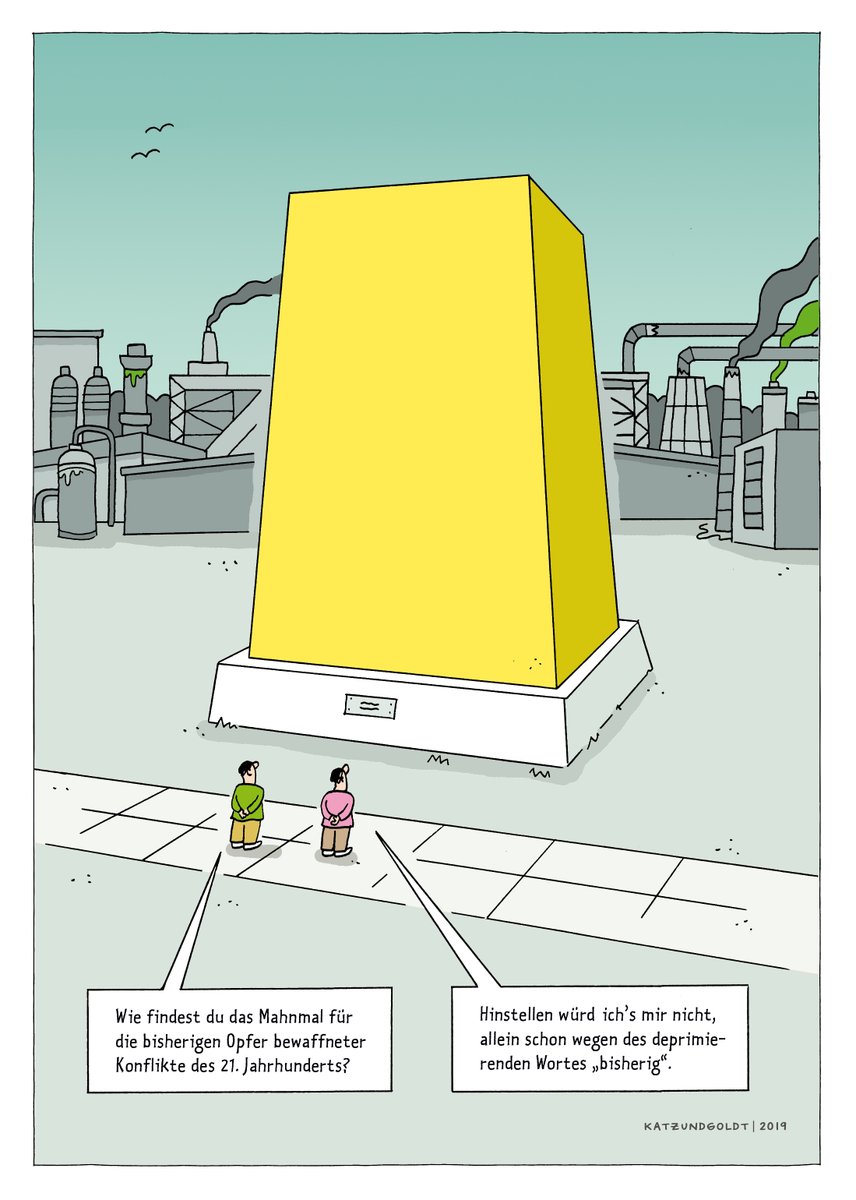 Wie findest du das Mahnmal für
die bisherigen Opfer bewaffneter
Konflikte des 21. Jahrhunderts?
Hinstellen würd ich’s mir nicht,
allein schon wegen des deprimie-
renden Wortes „bisherig“.
KATZUNDGOLDT | 2019